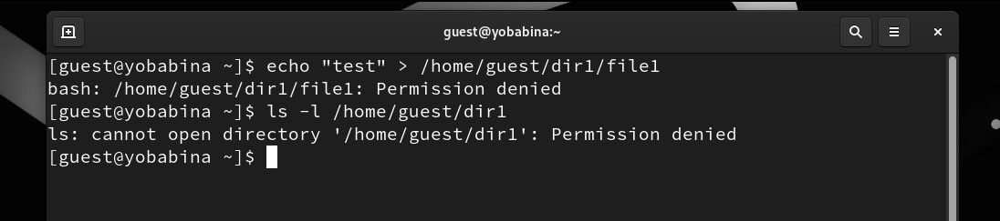 guest@yobabina:~
[guest@yobabina ~]$ echo "test" > /home/guest/dir1/file1
bash: /home/guest/dir1/file1: Permission denied
[guest@yobabina ~]$ ls -l /home/guest/dir1
ls: cannot open directory '/home/guest/dir1': Permission denied
[guest@yobabina ~]$